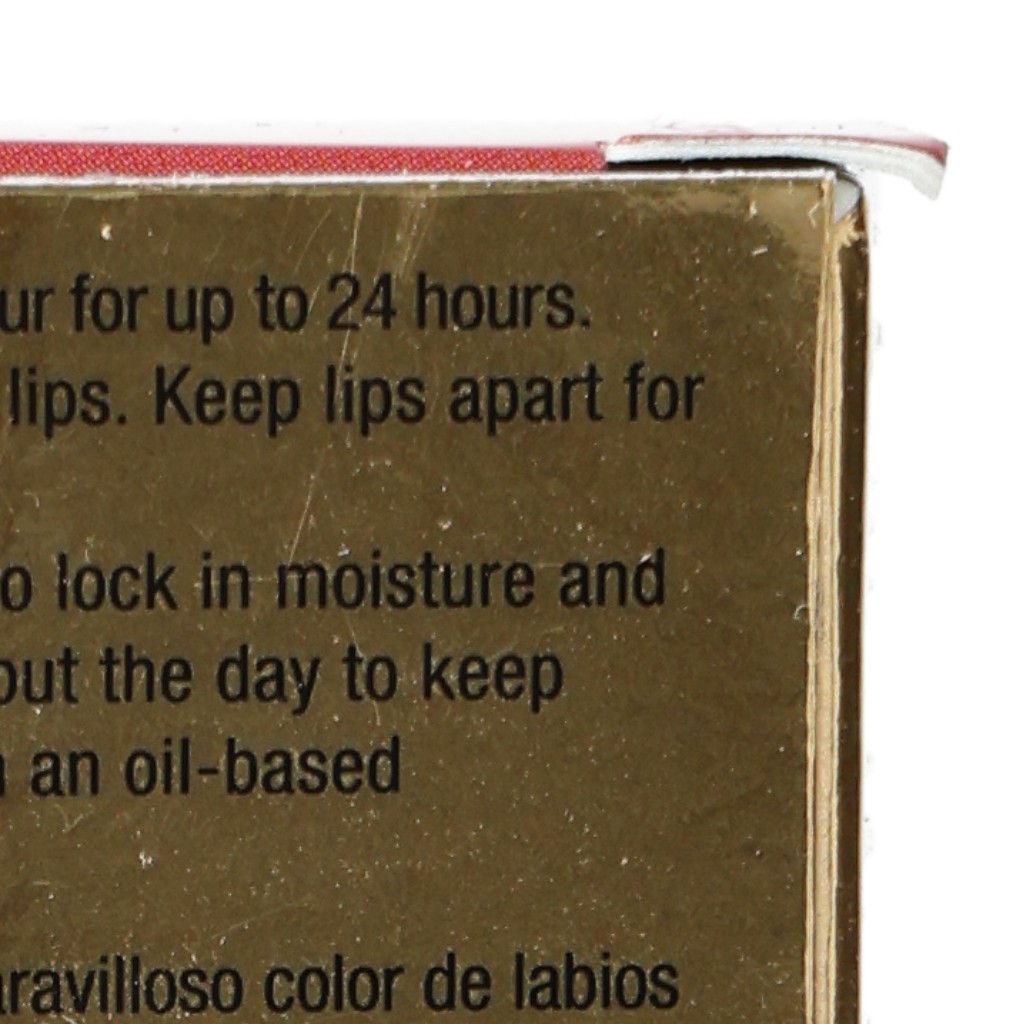 ur for up to 24 hours.
lips. Keep lips apart for
o lock in moisture and
out the day to keep
an oil-based
aravilloso color de labios